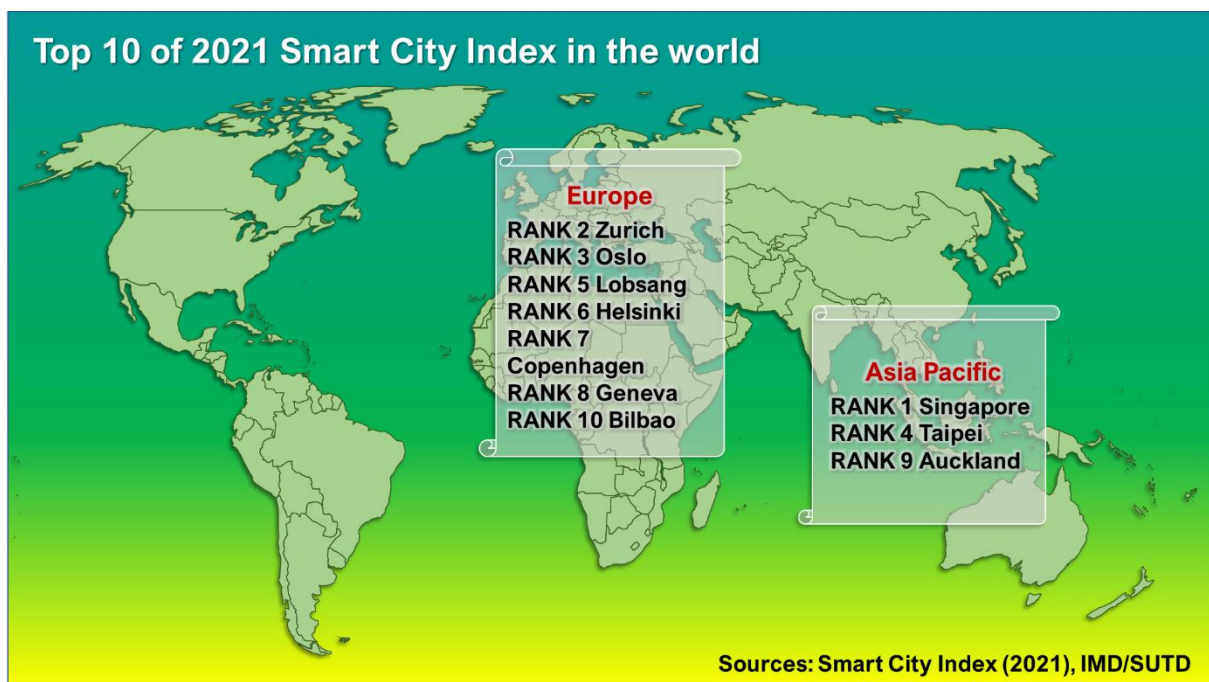 Top 10 of 2021 Smart City Index in the world
Europe
RANK 2 Zurich
RANK 3 Oslo
RANK 5 Lobsang
RANK 6 Helsinki
RANK 7
Copenhagen
RANK 8 Geneva
RANK 10 Bilbao
Asia Pacific
RANK 1 Singapore
RANK 4 Taipei
RANK 9 Auckland
Sources: Smart City Index (2021), IMD/SUTD